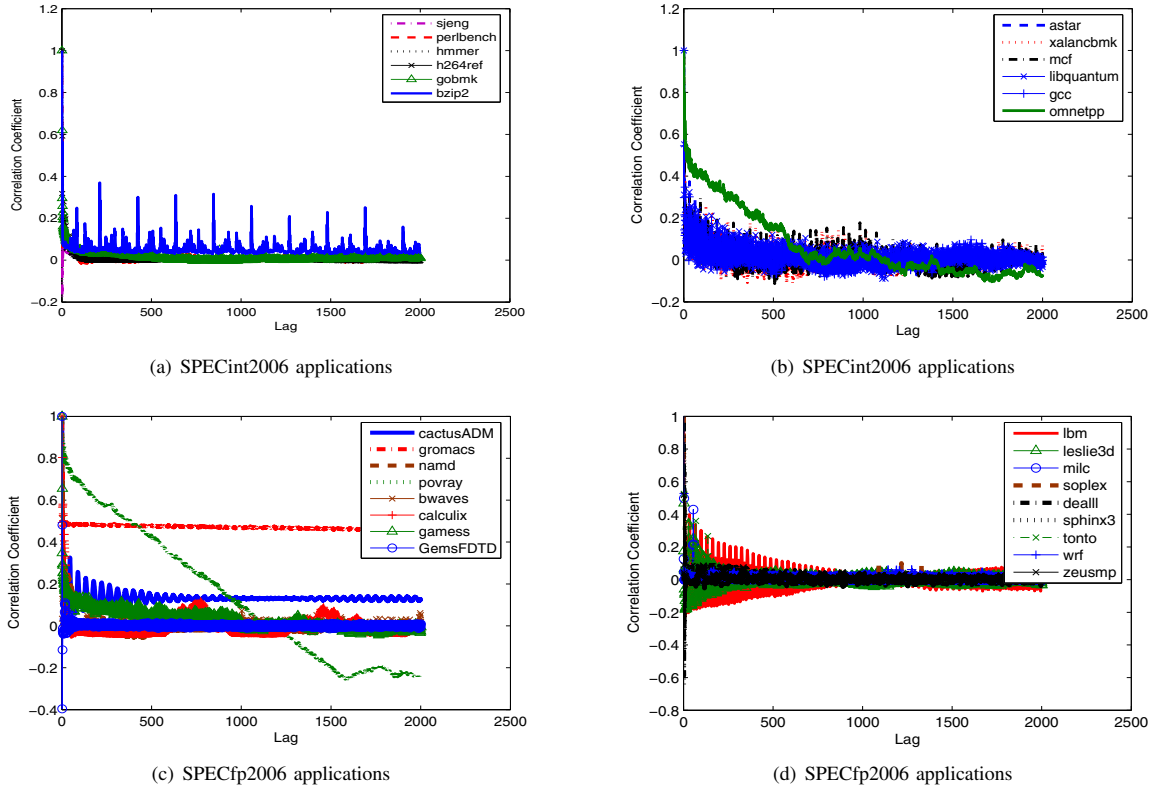 1.2
1
0.8
0.6
0.4
0.2
0
−0.2
Correlation Coefficient
0 500 1000 1500 2000 2500
Lag
sjeng
perlbench
hmmer
h264ref
gobmk
bzip2
(a) SPECint2006 applications
1.2
1
0.8
0.6
0.4
0.2
0
−0.2
Correlation Coefficient
0 500 1000 1500 2000 2500
Lag
astar
xalancbmk
mcf
libquantum
gcc
omnetpp
(b) SPECint2006 applications
1
0.8
0.6
0.4
0.2
0
−0.2
−0.4
Correlation Coefficient
0 500 1000 1500 2000 2500
Lag
cactusADM
gromacs
namd
povray
bwaves
calculix
gamess
GemsFDTD
(c) SPECfp2006 applications
1
0.8
0.6
0.4
0.2
0
−0.2
−0.4
−0.6
−0.8
Correlation Coefficient
0 500 1000 1500 2000 2500
Lag
lbm
leslie3d
milc
soplex
dealII
sphinx3
tonto
wrf
zeusmp
(d) SPECfp2006 applications